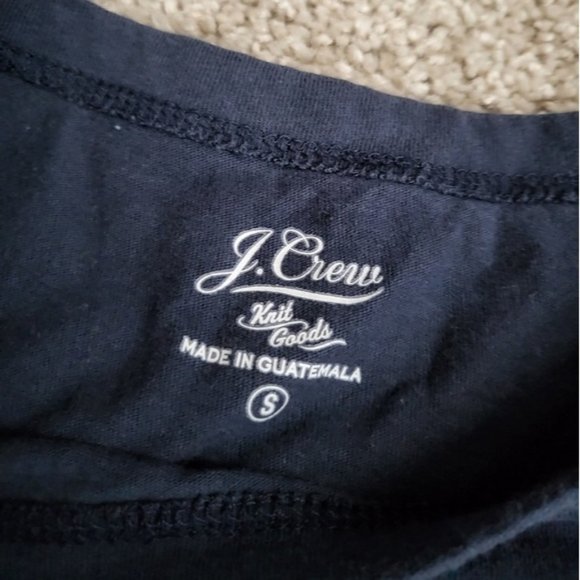 J.Crew
Knit
Goods
MADE IN GUATEMALA
S